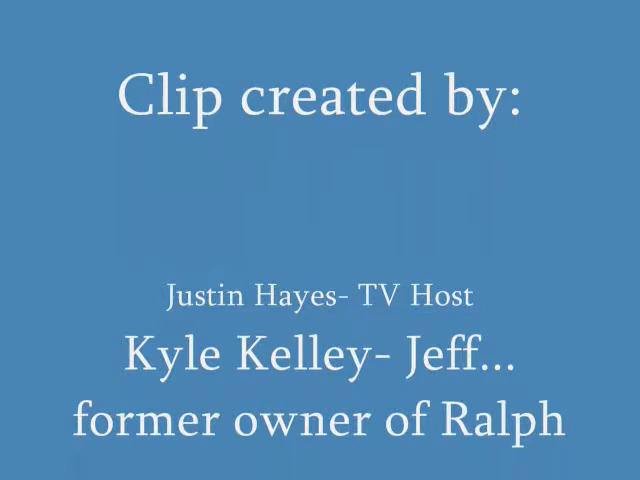 Clip created by:
Justin Hayes- TV Host
Kyle Kelley- Jeff...
former owner of Ralph